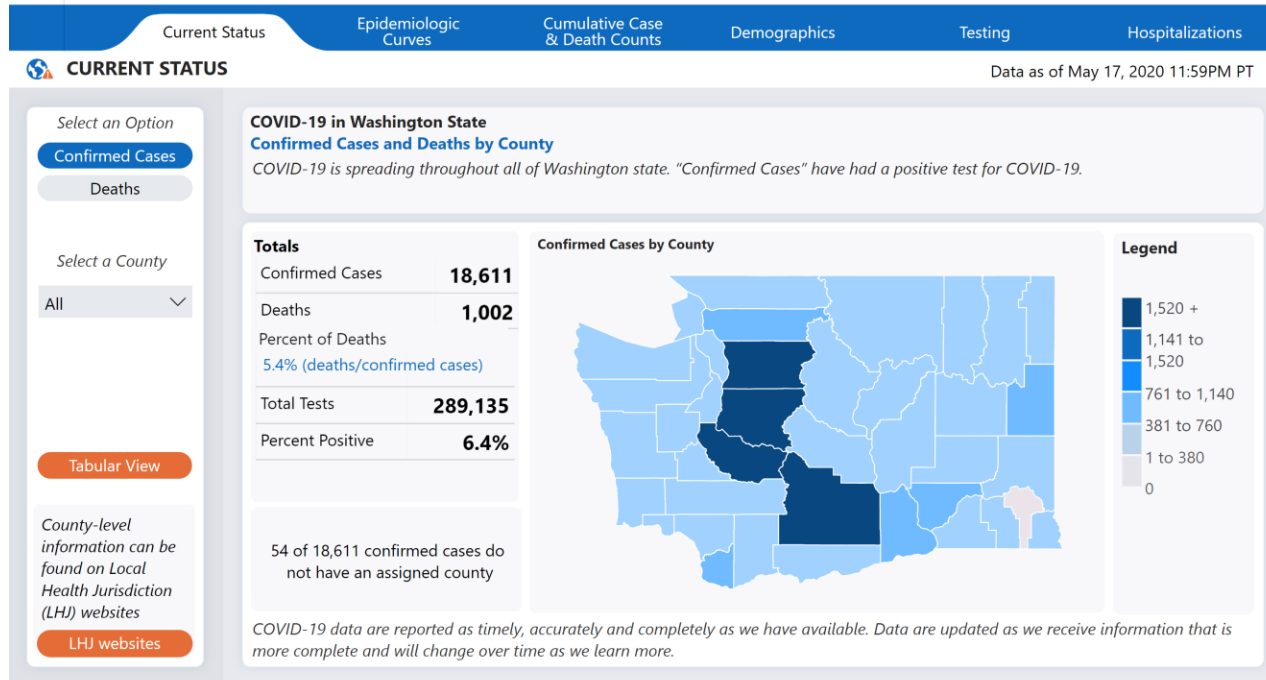 Current Status
Epidemiologic
Curves
Cumulative Case
& Death Counts
Demographics
Testing
Hospitalizations
CURRENT STATUS
Data as of May 17, 2020 11:59PM PT
Select an Option
Confirmed Cases
Deaths
Select a County
All
Tabular View
County-level
information can be
found on Local
Health Jurisdiction
(LHJ) websites
LHJ websites
COVID-19 in Washington State
Confirmed Cases and Deaths by County
COVID-19 is spreading throughout all of Washington state. “Confirmed Cases” have had a positive test for COVID-19.
Totals
Confirmed Cases 18,611
Deaths 1,002
Percent of Deaths
5.4% (deaths/confirmed cases)
Total Tests 289,135
Percent Positive 6.4%
54 of 18,611 confirmed cases do
not have an assigned county
Confirmed Cases by County
Legend
1,520 +
1,141 to
1,520
761 to 1,140
381 to 760
1 to 380
0
COVID-19 data are reported as timely, accurately and completely as we have available. Data are updated as we receive information that is
more complete and will change over time as we learn more.